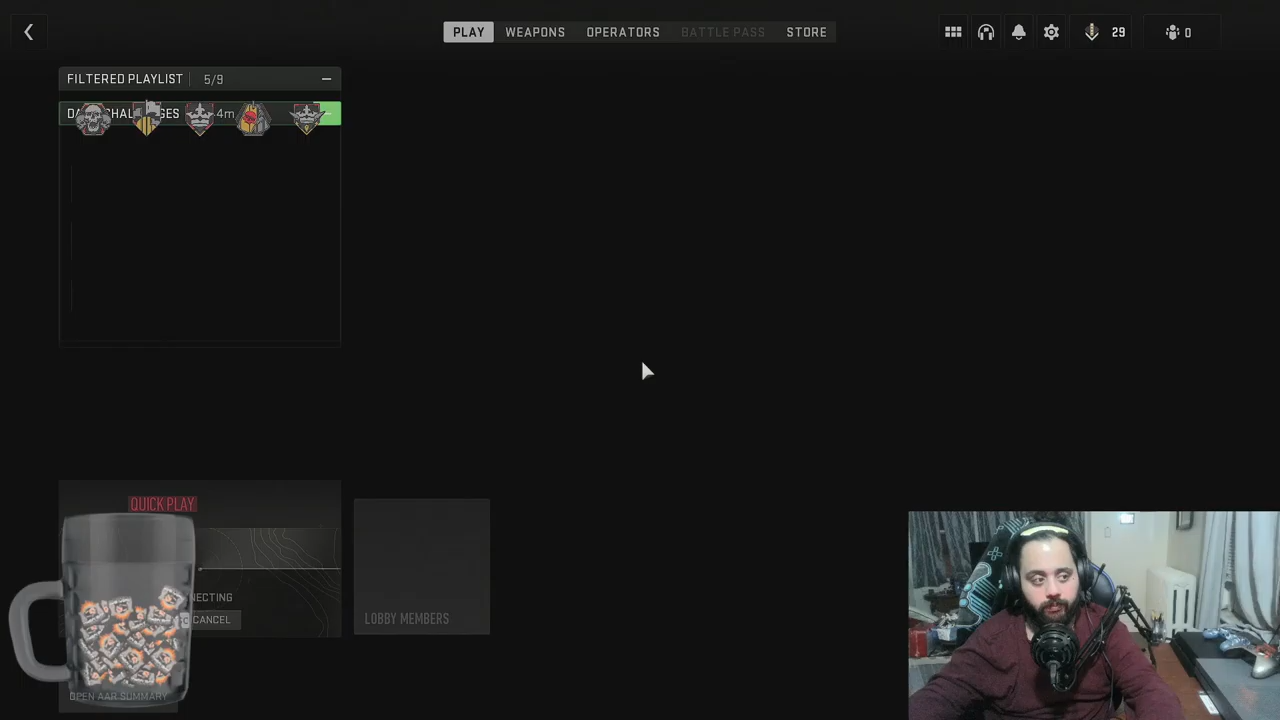 PLAY WEAPONS OPERATORS BATTLE PASS STORE
29
0
FILTERED PLAYLIST 5/9
4m
QUICK PLAY
CANCEL
LOBBY MEMBERS
OPEN AAR SUMMARY